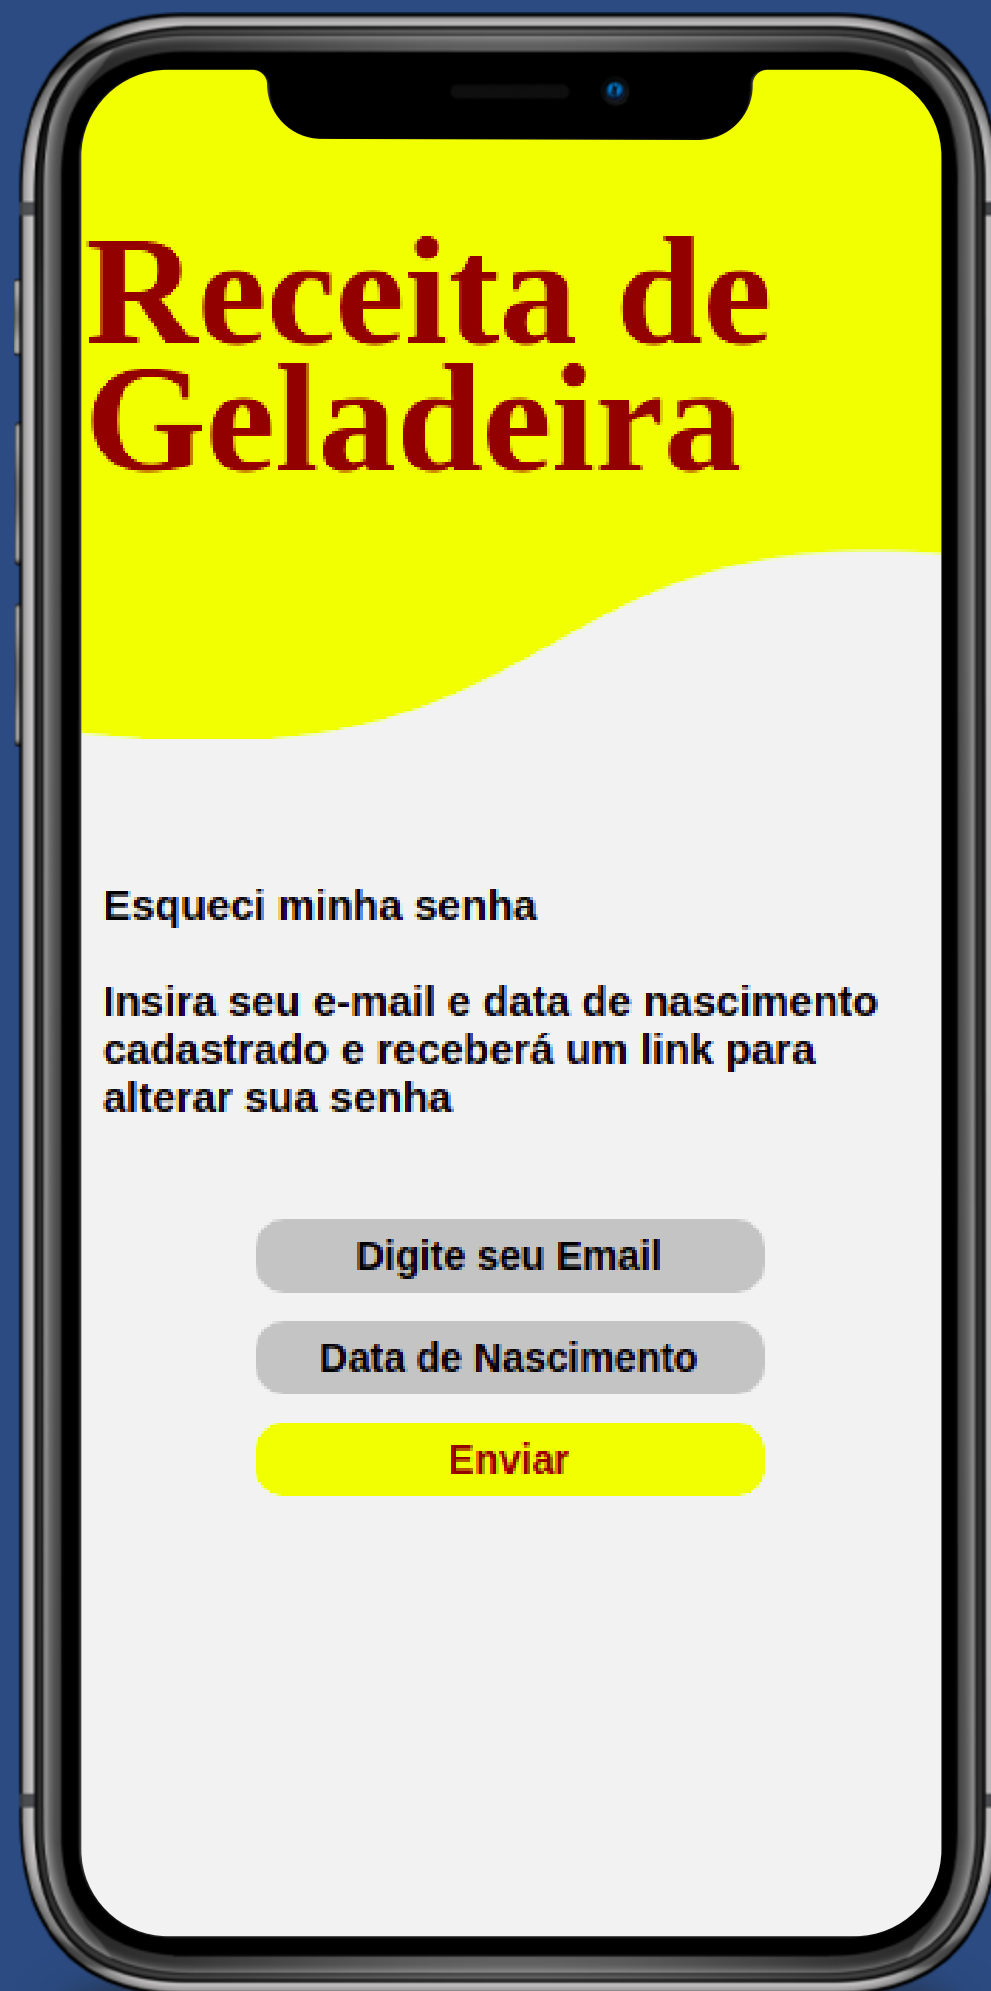 Receita de
Geladeira
Esqueci minha senha
Insira seu e-mail e data de nascimento
cadastrado e receberá um link para
alterar sua senha
Digite seu Email
Data de Nascimento
Enviar